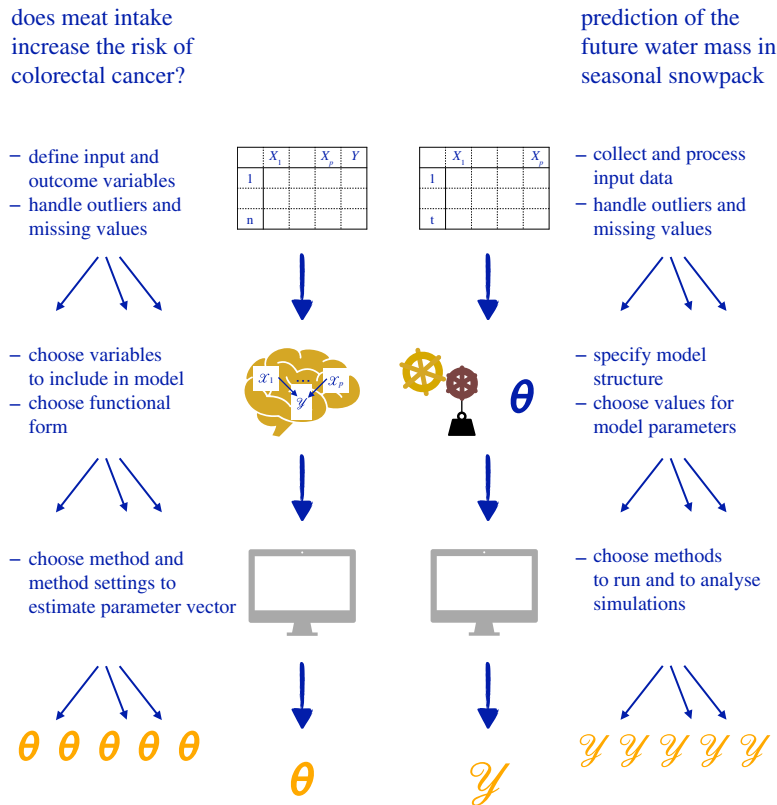 does meat intake
increase the risk of
colorectal cancer?
prediction of the
future water mass in
seasonal snowpack
– define input and
outcome variables
– handle outliers and
missing values
X₁ Xₚ Y
1
n
X₁ Xₚ
1
t
– collect and process
input data
– handle outliers and
missing values
– choose variables
to include in model
– choose functional
form
𝒳₁ ... 𝒳ₚ
𝒴
θ
– specify model
structure
– choose values for
model parameters
– choose method and
method settings to
estimate parameter vector
– choose methods
to run and to analyse
simulations
θ θ θ θ θ
θ
𝒴
𝒴 𝒴 𝒴 𝒴 𝒴